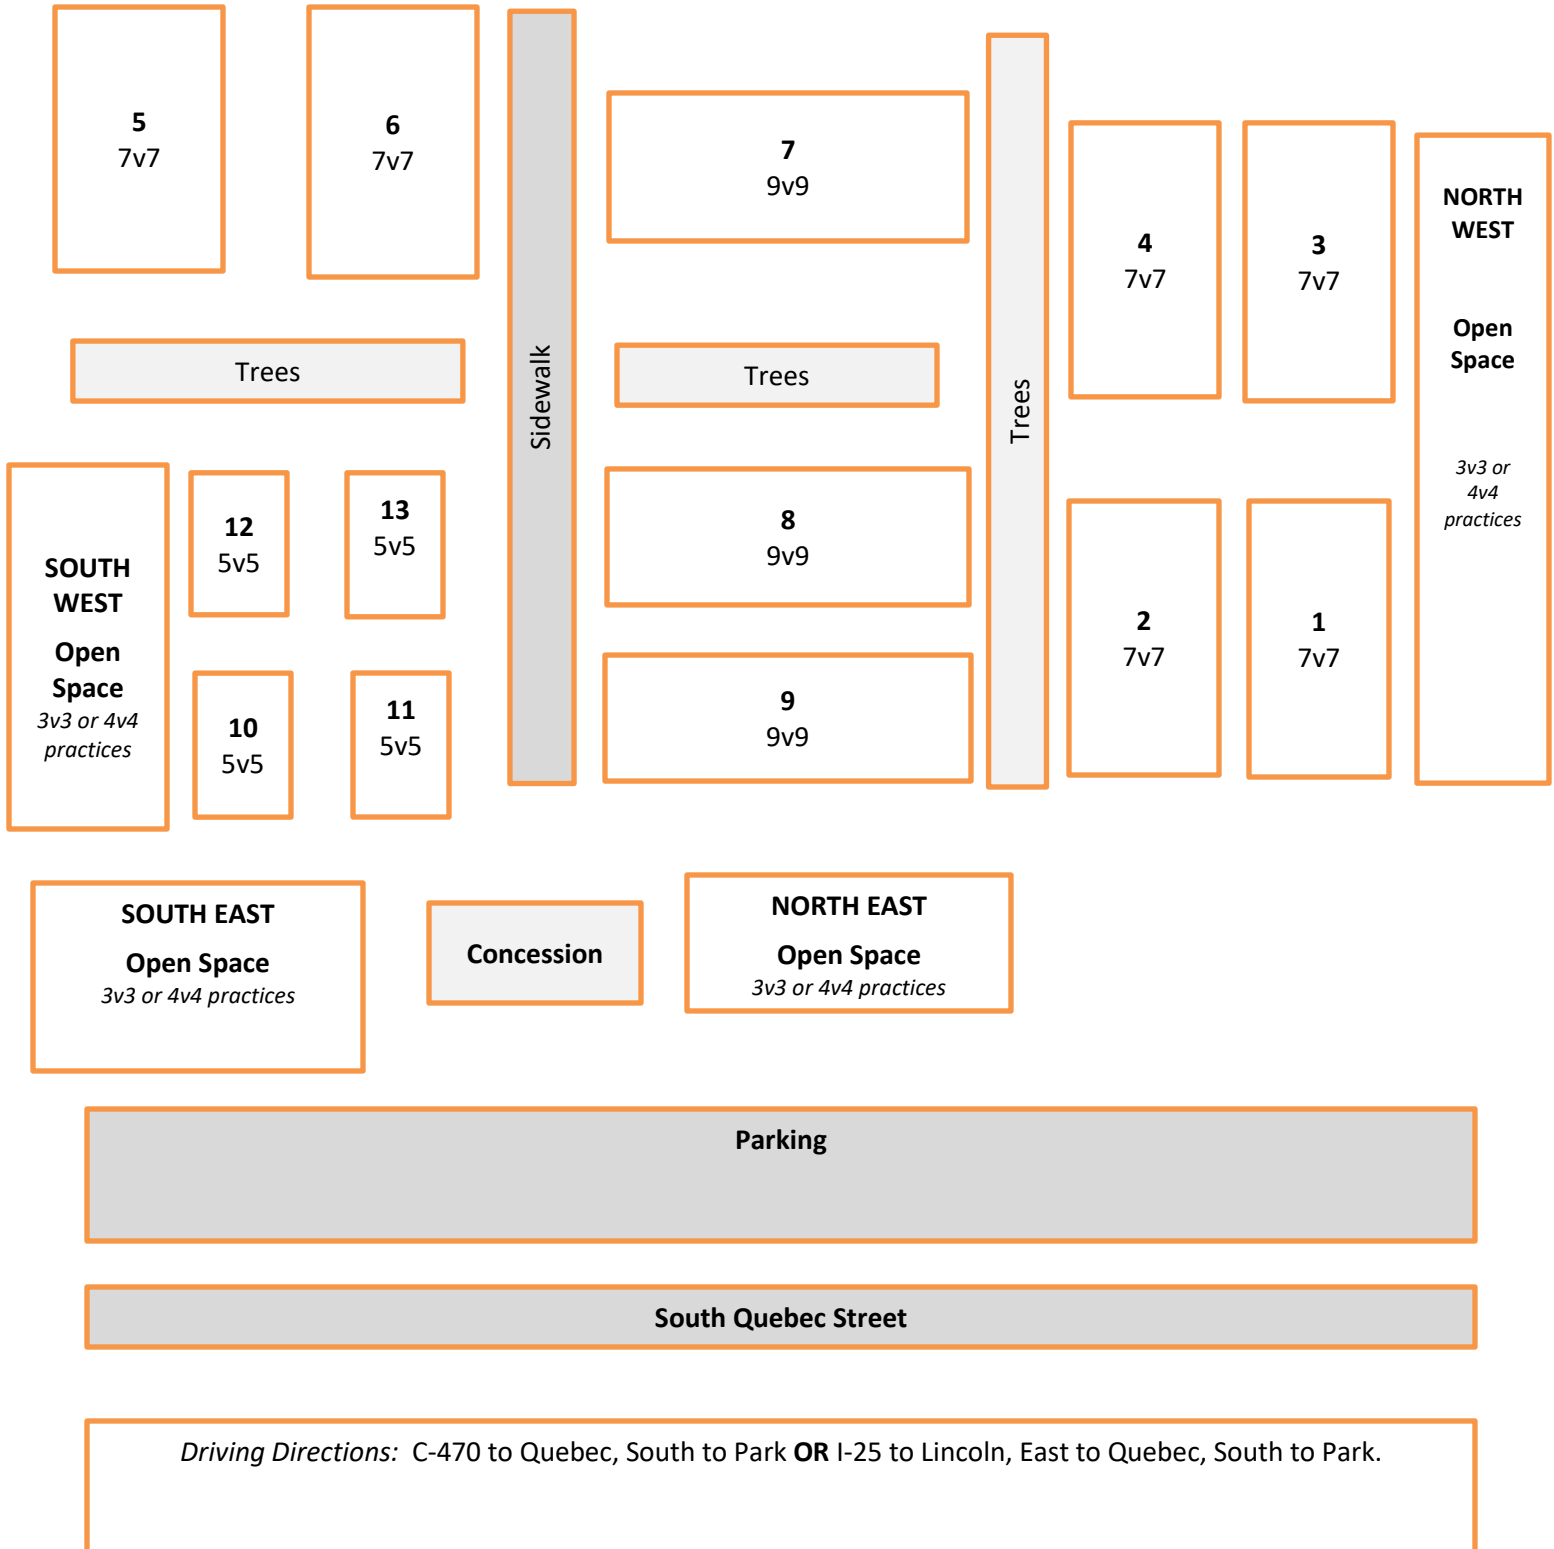 5
7v7
6
7v7
7
9v9
4
7v7
3
7v7
NORTH
WEST
Open
Space
3v3 or
4v4
practices
Trees
Sidewalk
Trees
Trees
SOUTH
WEST
Open
Space
3v3 or 4v4
practices
12
5v5
13
5v5
8
9v9
2
7v7
1
7v7
10
5v5
11
5v5
9
9v9
SOUTH EAST
Open Space
3v3 or 4v4 practices
Concession
NORTH EAST
Open Space
3v3 or 4v4 practices
Parking
South Quebec Street
Driving Directions: C-470 to Quebec, South to Park OR I-25 to Lincoln, East to Quebec, South to Park.